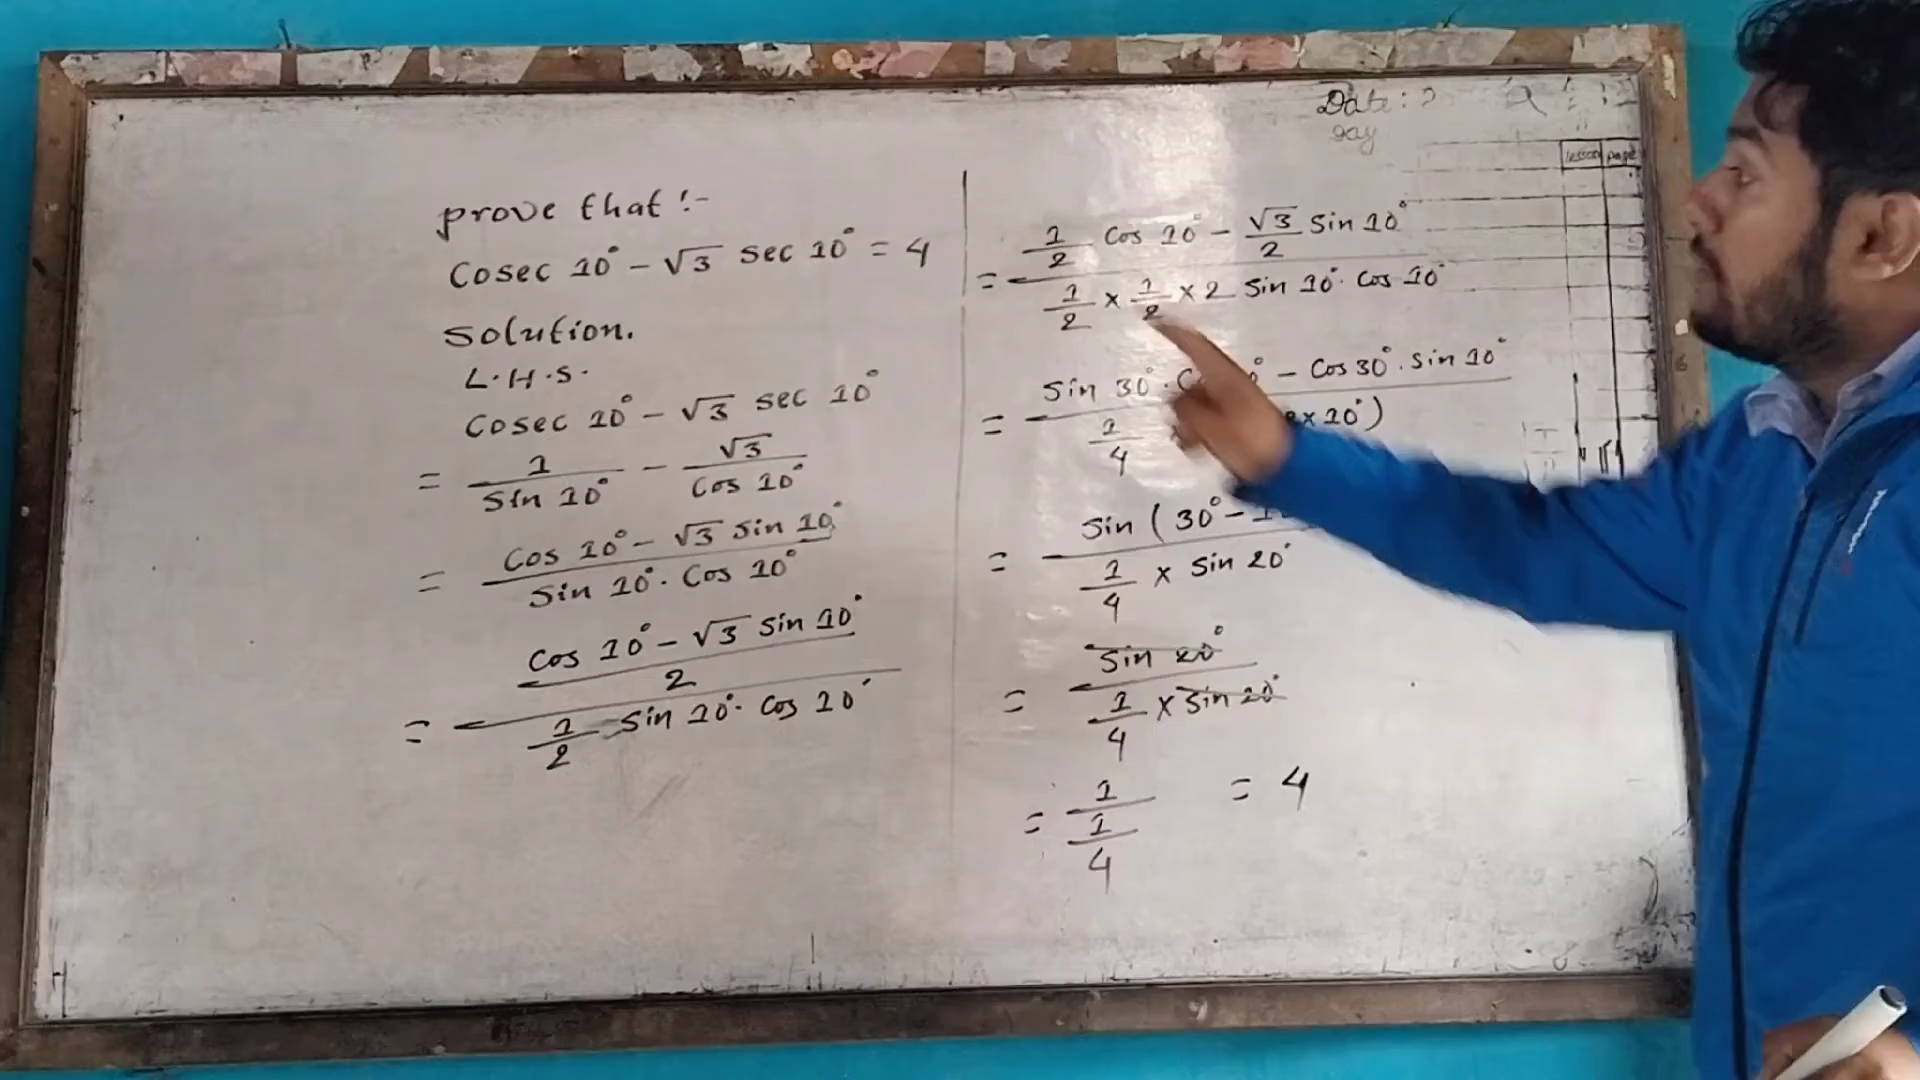 prove that :-
Cosec 10° - √3 sec 10° = 4
Solution.
L.H.S.
Cosec 10° - √3 sec 10°
= 1/Sin 10° - √3/Cos 10°
= (Cos 10° - √3 Sin 10°)/(Sin 10° . Cos 10°)
= ((Cos 10° - √3 Sin 10°)/2)/(1/2 Sin 10° . Cos 10°)
Date :
day
lesson page
= (1/2 Cos 10° - √3/2 Sin 10°)/(1/2 × 1/2 × 2 Sin 10° . Cos 10°)
= (Sin 30° . - Cos 30° . Sin 10°)/(1/4 × 10°)
= Sin ( 30° - /(1/4 × Sin 20°)
= Sin 20°/(1/4 × Sin 20°)
= 1/(1/4) = 4